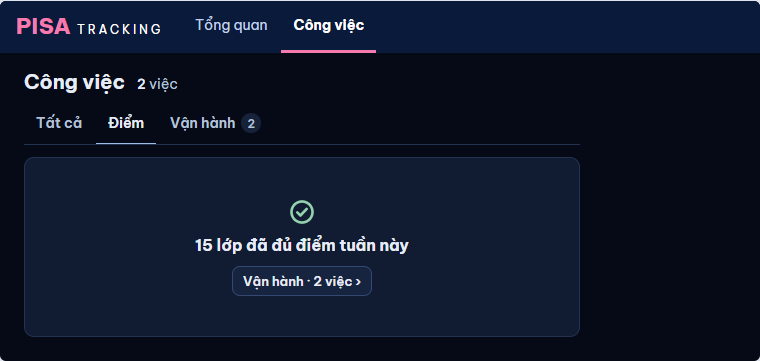 PISA TRACKING Tổng quan Công việc
Công việc 2 việc
Tất cả Điểm Vận hành 2
15 lớp đã đủ điểm tuần này
Vận hành · 2 việc ›